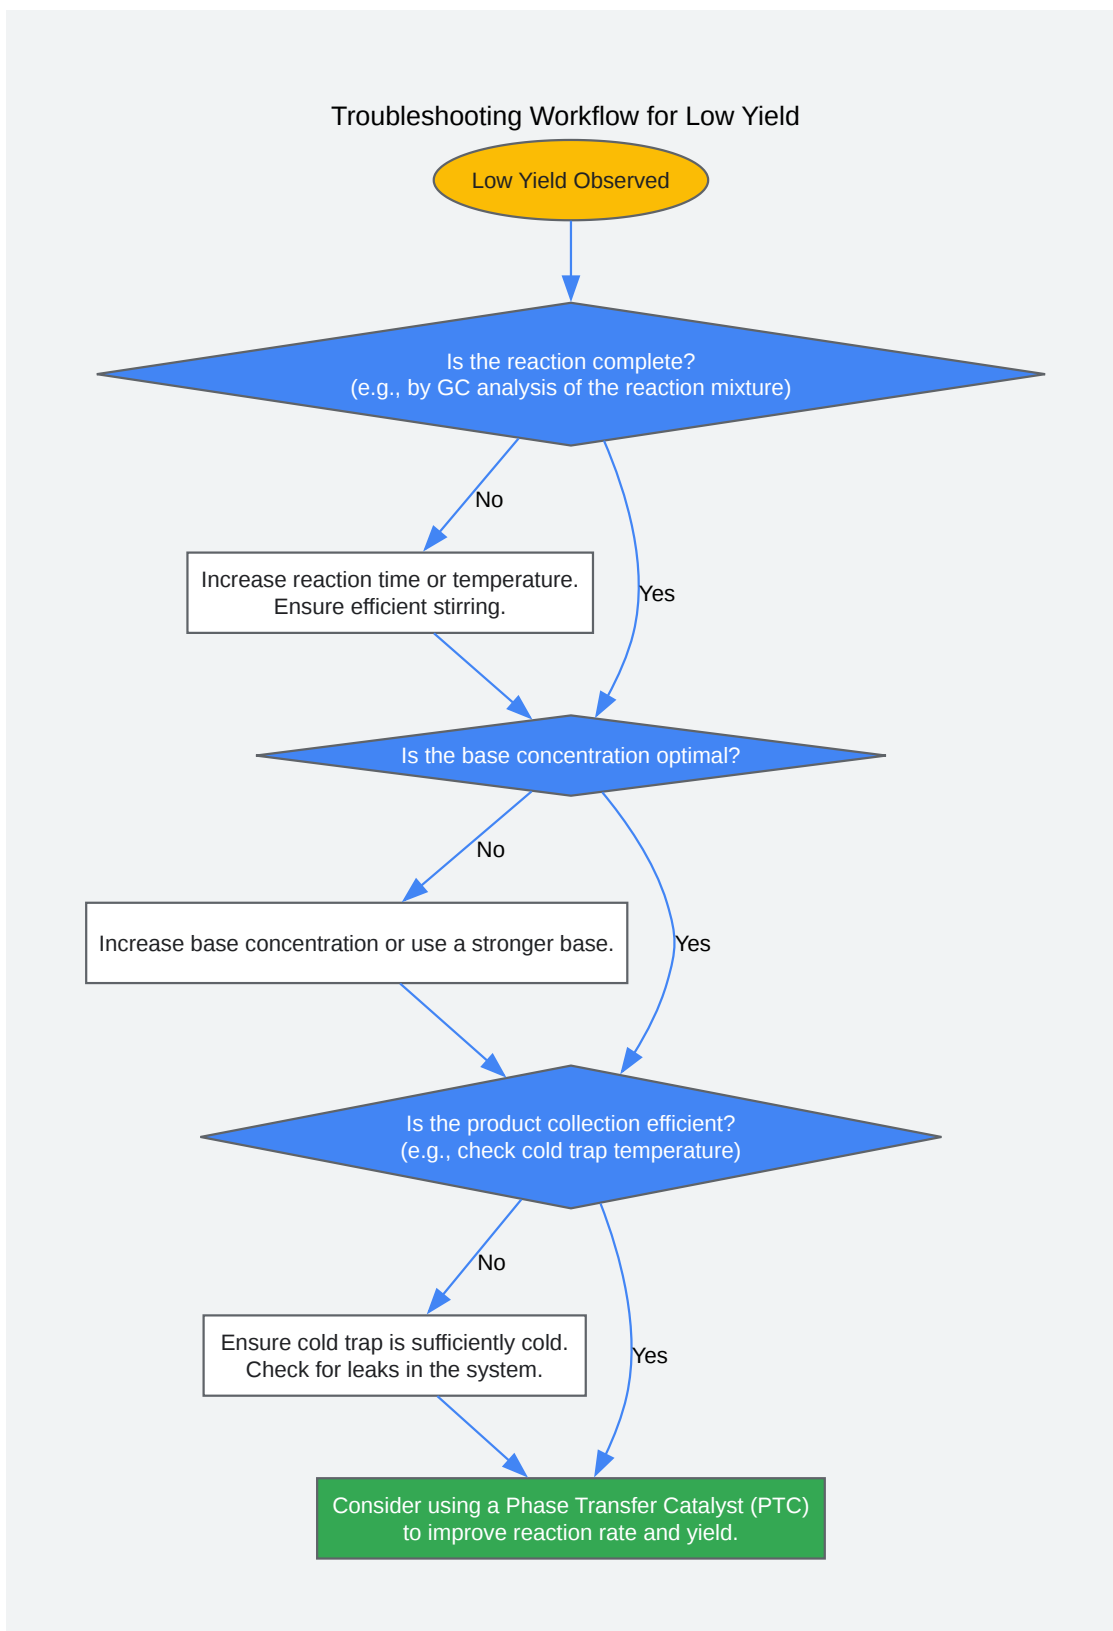 Troubleshooting Workflow for Low Yield
Low Yield Observed
Is the reaction complete?
(e.g., by GC analysis of the reaction mixture)
No
Increase reaction time or temperature.
Ensure efficient stirring.
Yes
Is the base concentration optimal?
No
Increase base concentration or use a stronger base.
Yes
Is the product collection efficient?
(e.g., check cold trap temperature)
No
Ensure cold trap is sufficiently cold.
Check for leaks in the system.
Yes
Consider using a Phase Transfer Catalyst (PTC)
to improve reaction rate and yield.